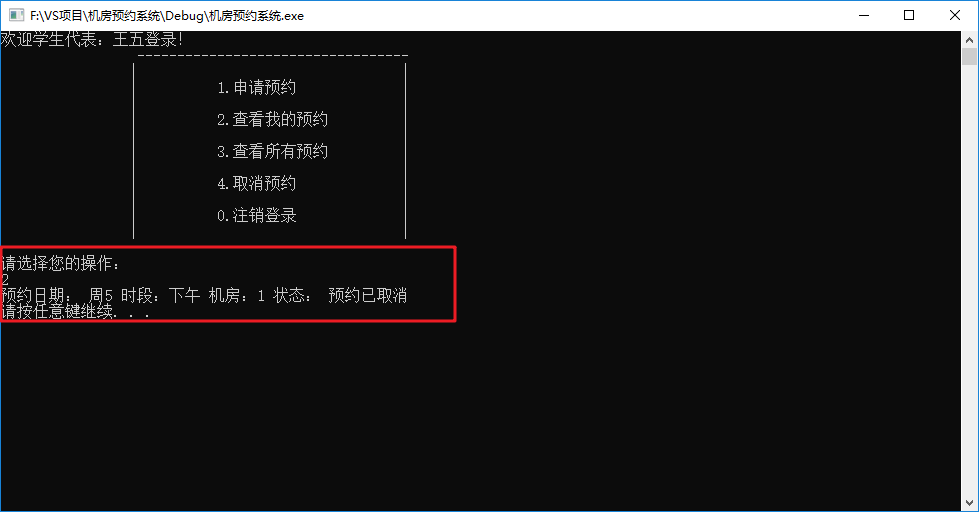 F:\VS项目\机房预约系统\Debug\机房预约系统.exe
欢迎学生代表：王五登录!
----------------------------------
1.申请预约
2.查看我的预约
3.查看所有预约
4.取消预约
0.注销登录
请选择您的操作：
2
预约日期： 周5 时段：下午 机房：1 状态： 预约已取消
请按任意键继续. . .